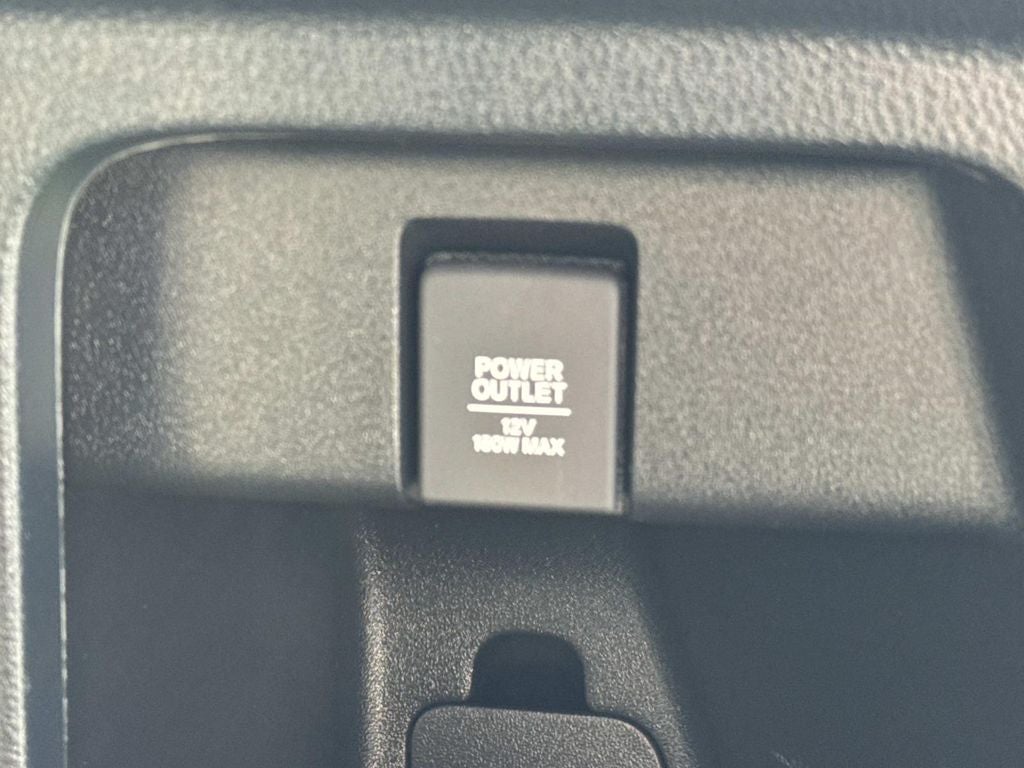 POWER
OUTLET
12V
180W MAX